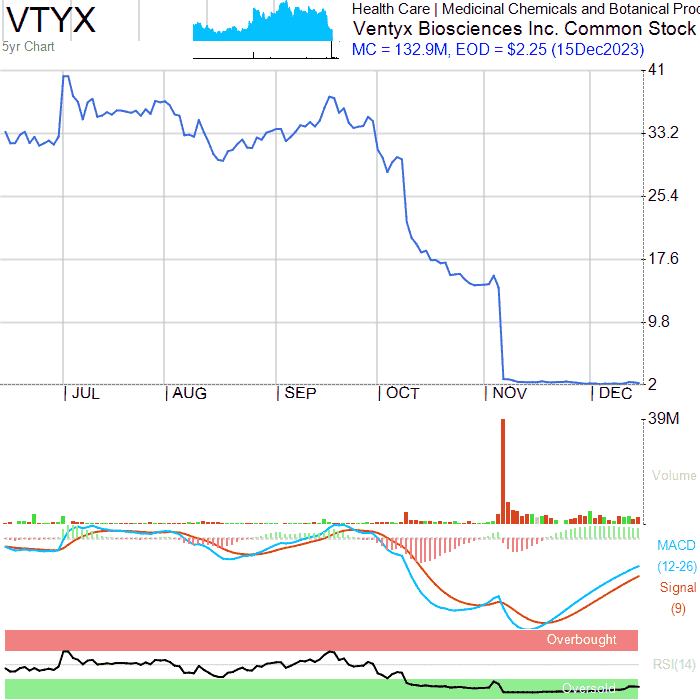 VTYX
5yr Chart
Health Care | Medicinal Chemicals and Botanical Proc
Ventyx Biosciences Inc. Common Stock
MC = 132.9M, EOD = $2.25 (15Dec2023)
41
33.2
25.4
17.6
9.8
2
JUL AUG SEP OCT NOV DEC
39M
Volume
MACD
(12-26)
Signal
(9)
Overbought
RSI(14)
Oversold